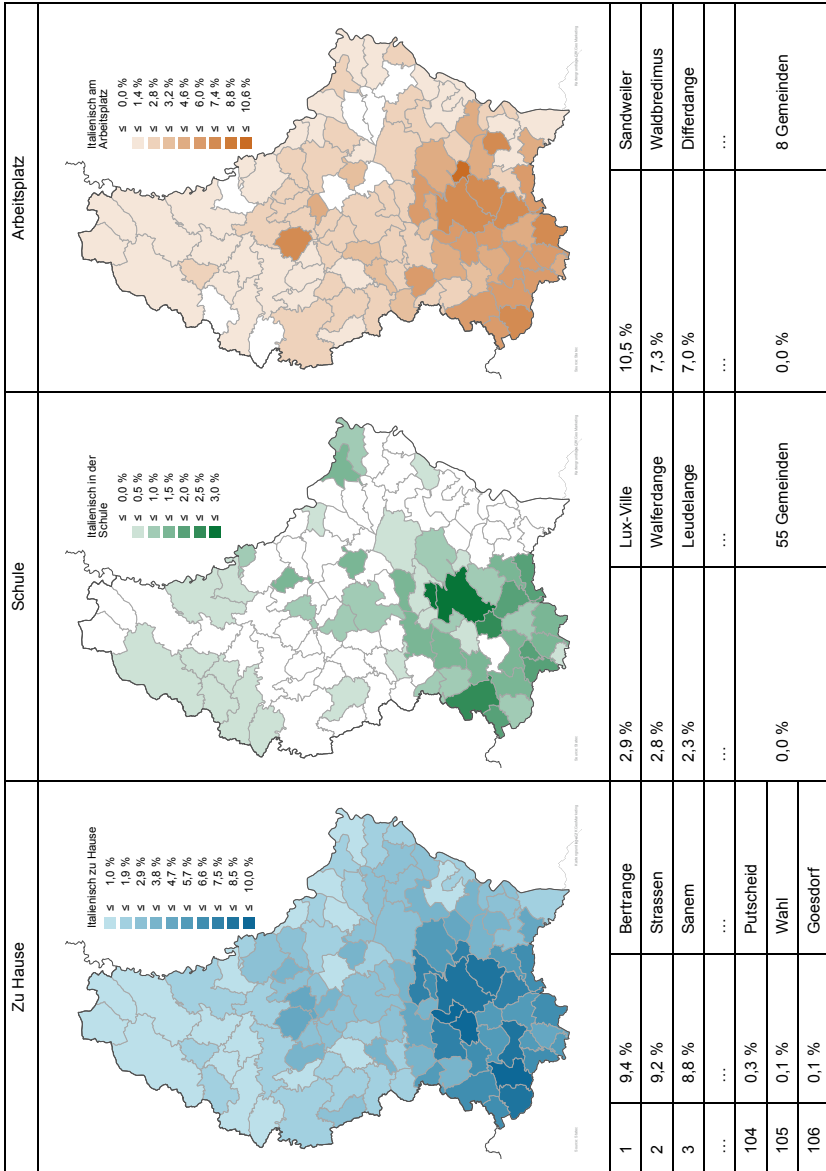 Zu Hause
Schule
Arbeitsplatz
Italienisch zu Hause
≤ 1,0 %
≤ 1,9 %
≤ 2,9 %
≤ 3,8 %
≤ 4,7 %
≤ 5,7 %
≤ 6,6 %
≤ 7,5 %
≤ 8,5 %
≤ 10,0 %
Italienisch in der
Schule
≤ 0,0 %
≤ 0,5 %
≤ 1,0 %
≤ 1,5 %
≤ 2,0 %
≤ 2,5 %
≤ 3,0 %
Italienisch am
Arbeitsplatz
≤ 0,0 %
≤ 1,4 %
≤ 2,8 %
≤ 3,2 %
≤ 4,6 %
≤ 6,0 %
≤ 7,4 %
≤ 8,8 %
≤ 10,6 %
1 9,4 % Bertrange 2,9 % Lux-Ville 10,5 % Sandweiler
2 9,2 % Strassen 2,8 % Walferdange 7,3 % Waldbredimus
3 8,8 % Sanem 2,3 % Leudelange 7,0 % Differdange
… … … … … … …
104 0,3 % Putscheid 0,0 % 55 Gemeinden 0,0 % 8 Gemeinden
105 0,1 % Wahl
106 0,1 % Goesdorf